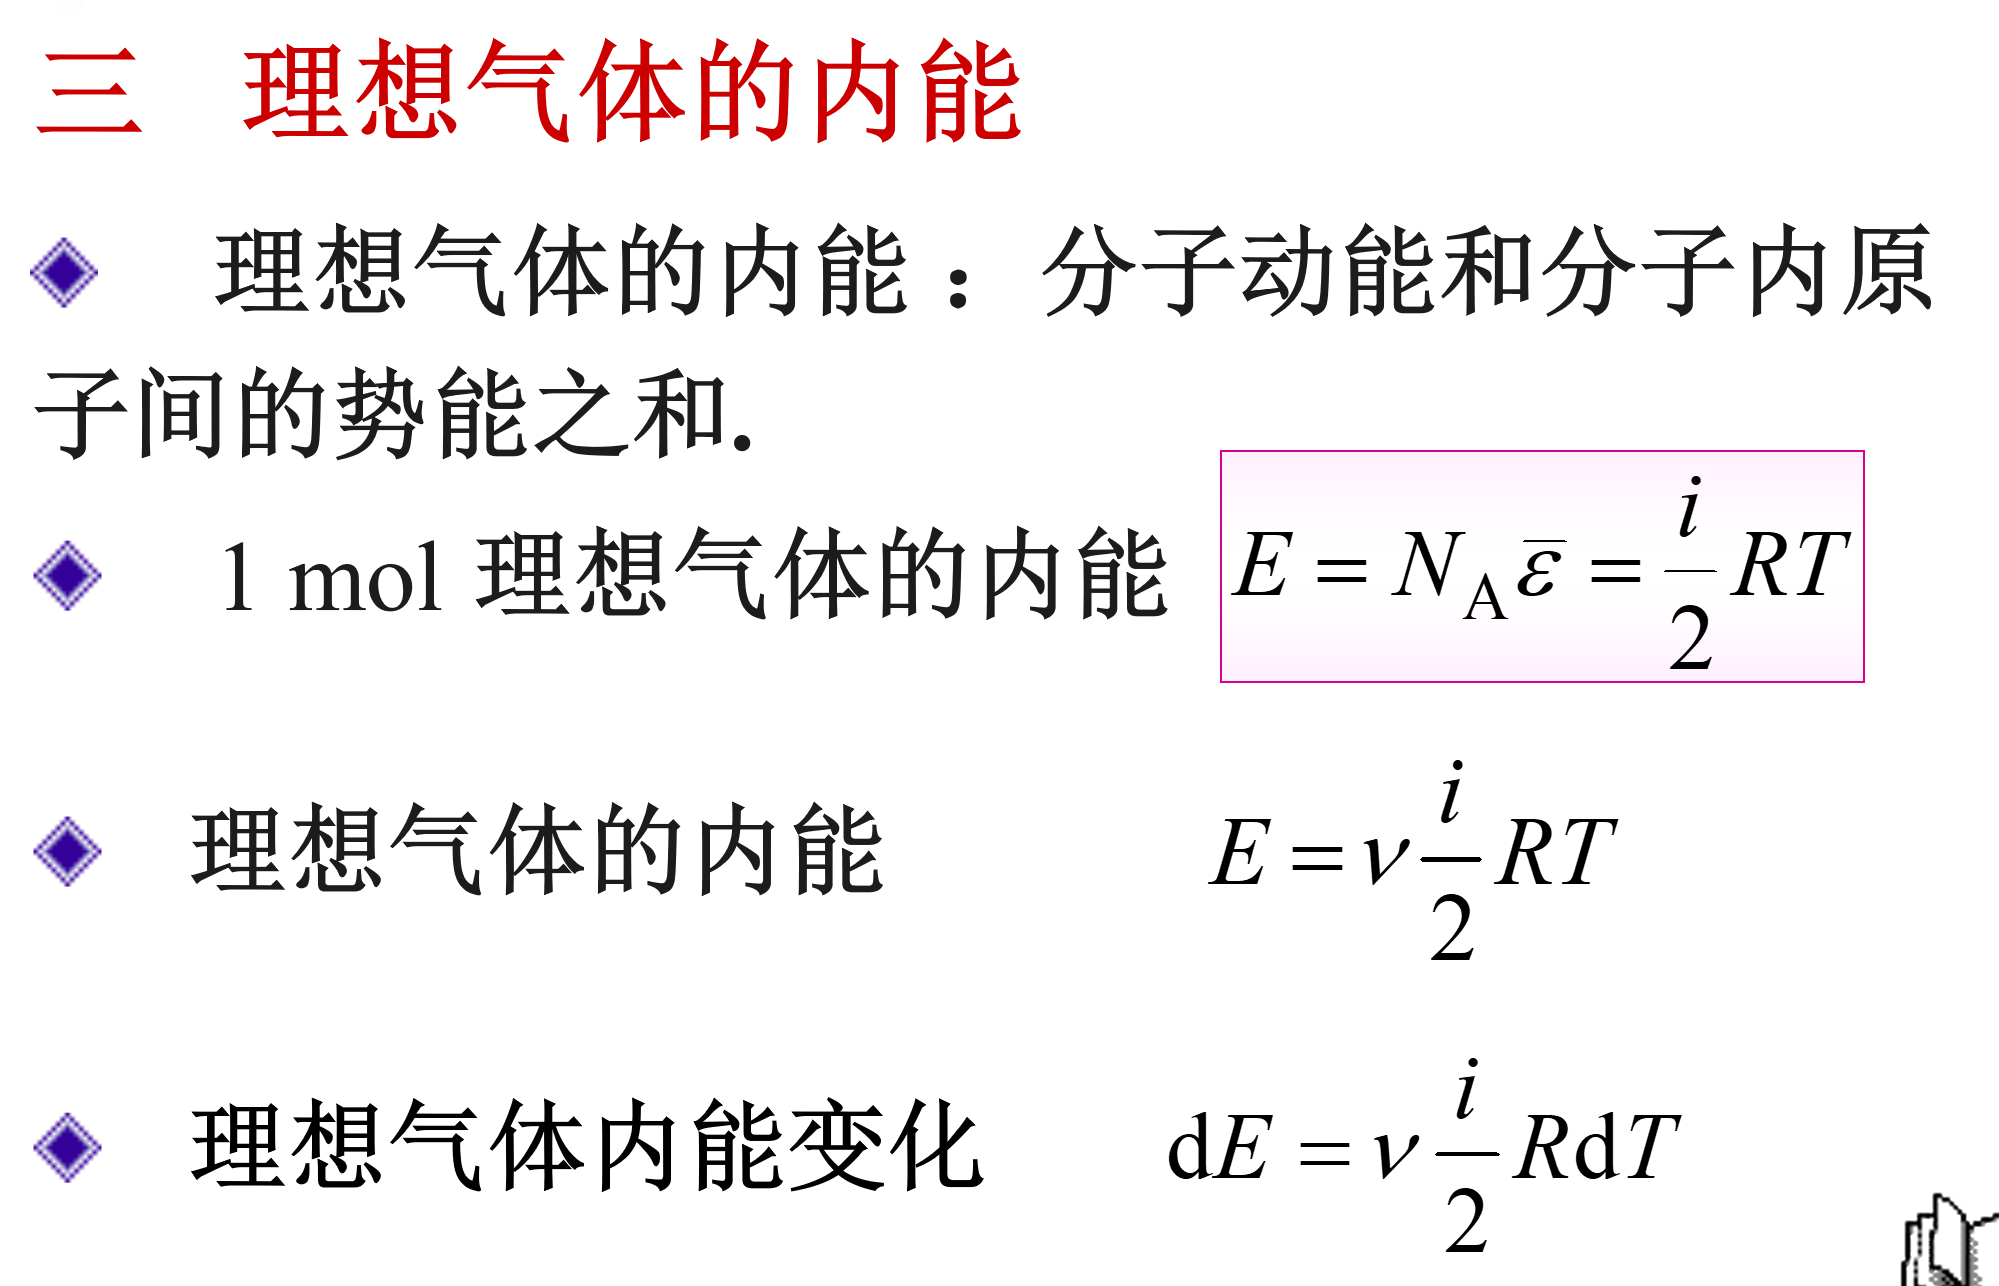 三 理想气体的内能
理想气体的内能 ： 分子动能和分子内原
子间的势能之和.
1 mol 理想气体的内能 E = N_A ε̄ = i/2 RT
理想气体的内能 E = ν i/2 RT
理想气体内能变化 dE = ν i/2 RdT